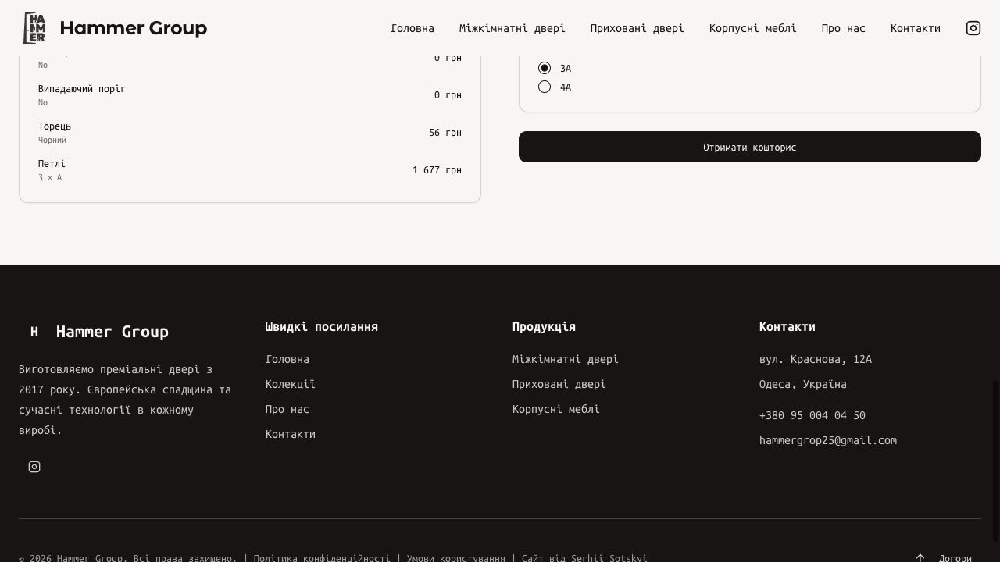 HAMMER
Hammer Group
Головна
Міжкімнатні двері
Приховані двері
Корпусні меблі
Про нас
Контакти
No
0 грн
Випадаючий поріг
No
0 грн
Торець
Чорний
56 грн
Петлі
3 × A
1 677 грн
3A
4A
Отримати кошторис
H Hammer Group
Виготовляємо преміальні двері з
2017 року. Європейська спадщина та
сучасні технології в кожному
виробі.
Швидкі посилання
Головна
Колекції
Про нас
Контакти
Продукція
Міжкімнатні двері
Приховані двері
Корпусні меблі
Контакти
вул. Краснова, 12А
Одеса, Україна
+380 95 004 04 50
hammergrop25@gmail.com
© 2026 Hammer Group. Всі права захищено. | Політика конфіденційності | Умови користування | Сайт від Serhii Sotskyi
Догори